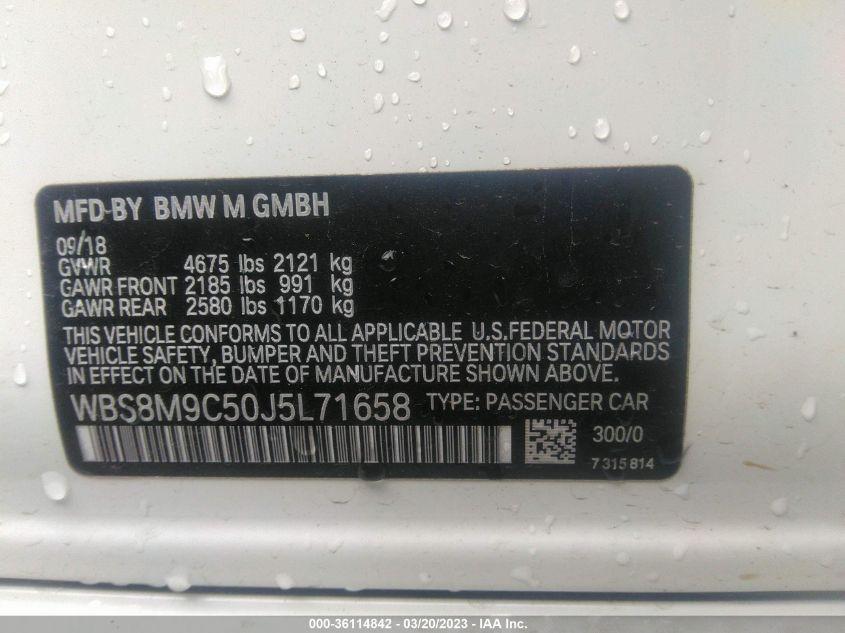 MFD-BY BMW M GMBH
09/18
GVWR 4675 lbs 2121 kg
GAWR FRONT 2185 lbs 991 kg
GAWR REAR 2580 lbs 1170 kg
THIS VEHICLE CONFORMS TO ALL APPLICABLE U.S.FEDERAL MOTOR
VEHICLE SAFETY, BUMPER AND THEFT PREVENTION STANDARDS
IN EFFECT ON THE DATE OF MANUFACTURE SHOWN ABOVE.
WBS8M9C50J5L71658 TYPE: PASSENGER CAR
300/0
7 315 814
000-36114842 - 03/20/2023 - IAA Inc.